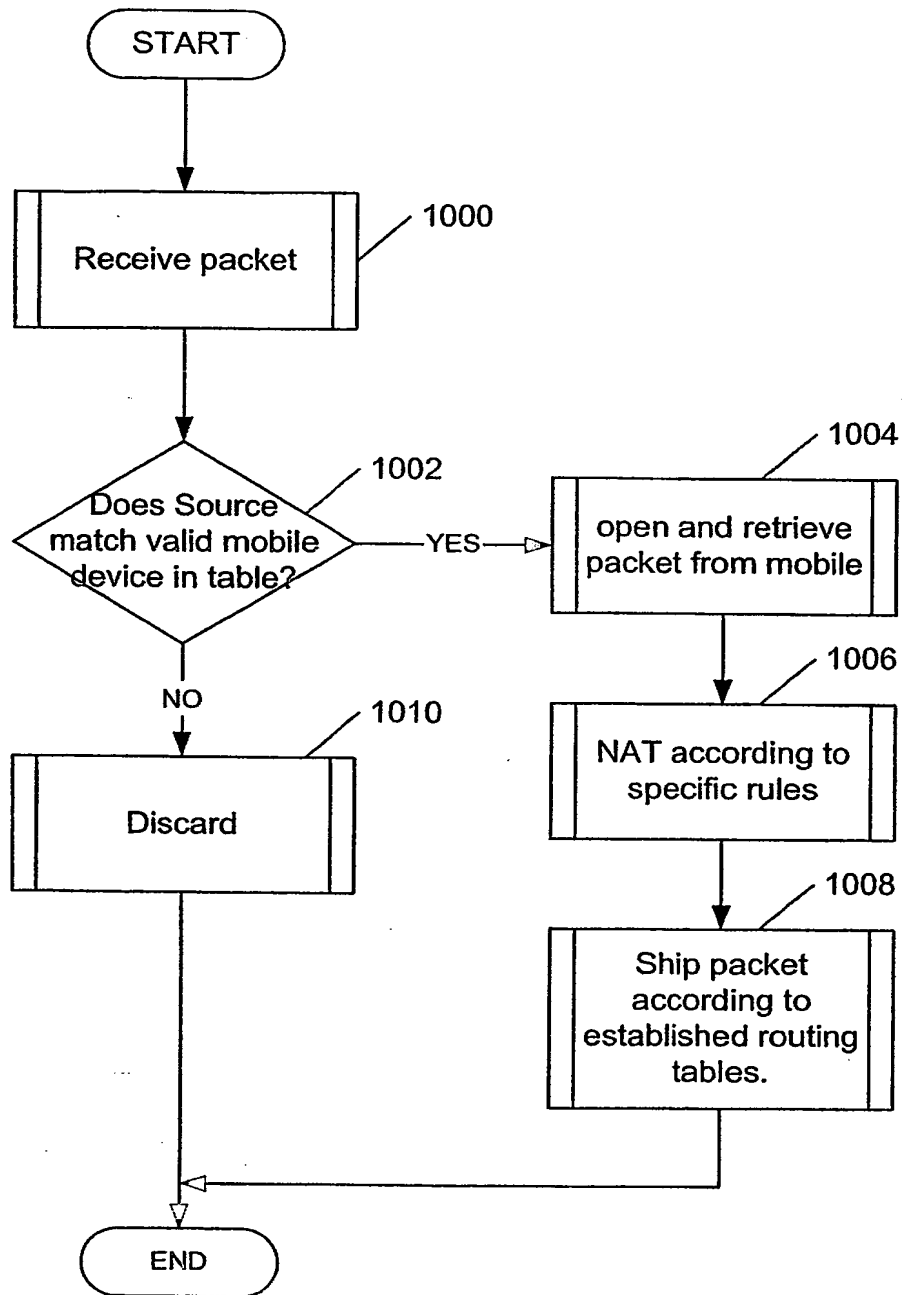 START
1000
Receive packet
1002
Does Source
match valid mobile
device in table?
YES
1004
open and retrieve
packet from mobile
1006
NAT according to
specific rules
NO
1010
Discard
1008
Ship packet
according to
established routing
tables.
END